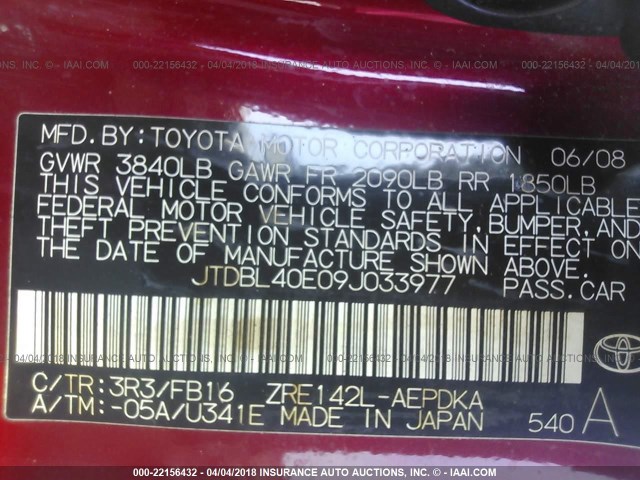 000-22156432 - 04/04/2018 INSURANCE AUTO AUCTIONS, INC. - © IAAI.COM
MFD.BY:TOYOTA MOTOR CORPORATION 06/08
GVWR 3840LB GAWR FR 2090LB RR 1850LB
THIS VEHICLE CONFORMS TO ALL APPLICABLE
FEDERAL MOTOR VEHICLE SAFETY,BUMPER,AND
THEFT PREVENTION STANDARDS IN EFFECT ON
THE DATE OF MANUFACTURE SHOWN ABOVE.
JTDBL40E09J033977 PASS.CAR
C/TR:3R3/FB16 ZRE142L-AEPDKA
A/TM:-05A/U341E MADE IN JAPAN 540 A
000-22156432 - 04/04/2018 INSURANCE AUTO AUCTIONS, INC. - © IAAI.COM